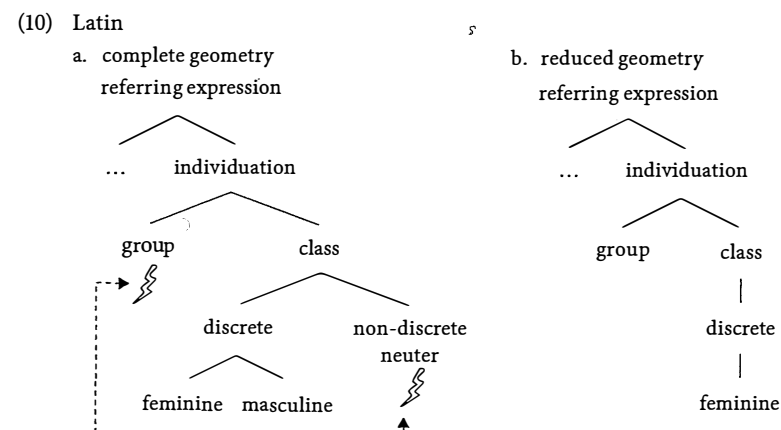 (10) Latin
a. complete geometry
referring expression
... individuation
group class
discrete non-discrete
neuter
feminine masculine
b. reduced geometry
referring expression
... individuation
group class
discrete
feminine